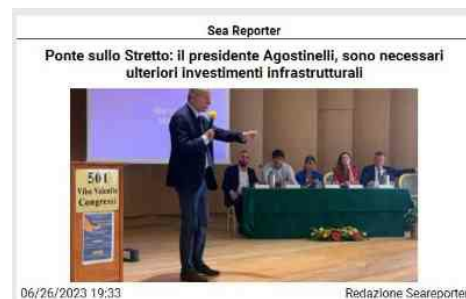 Sea Reporter
Ponte sullo Stretto: il presidente Agostinelli, sono necessari
ulteriori investimenti infrastrutturali
501
Vibo Valentia
Congressi
06/26/2023 19:33
Redazione Seareporter